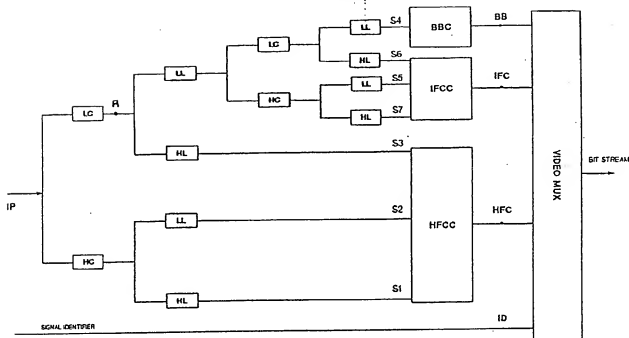 LL S4 BBC BB
LC
HL S6
LL LL S5 IFCC IFC
HC
HL S7
LC
HL S3
IP
LL S2 HFCC HFC
HC
HL S1
VIDEO MUX
BIT STREAM
SIGNAL IDENTIFIER ID